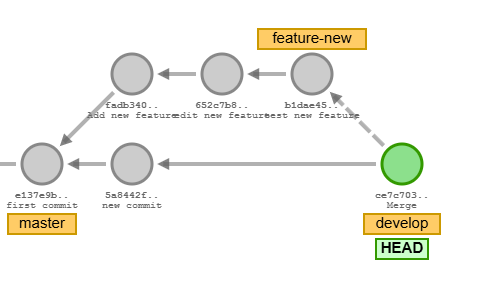 feature-new
fadb340..
Add new feature
652c7b8..
edit new feature
b1dae45..
test new feature
e137e9b..
first commit
master
5a8442f..
new commit
ce7c703..
Merge
develop
HEAD